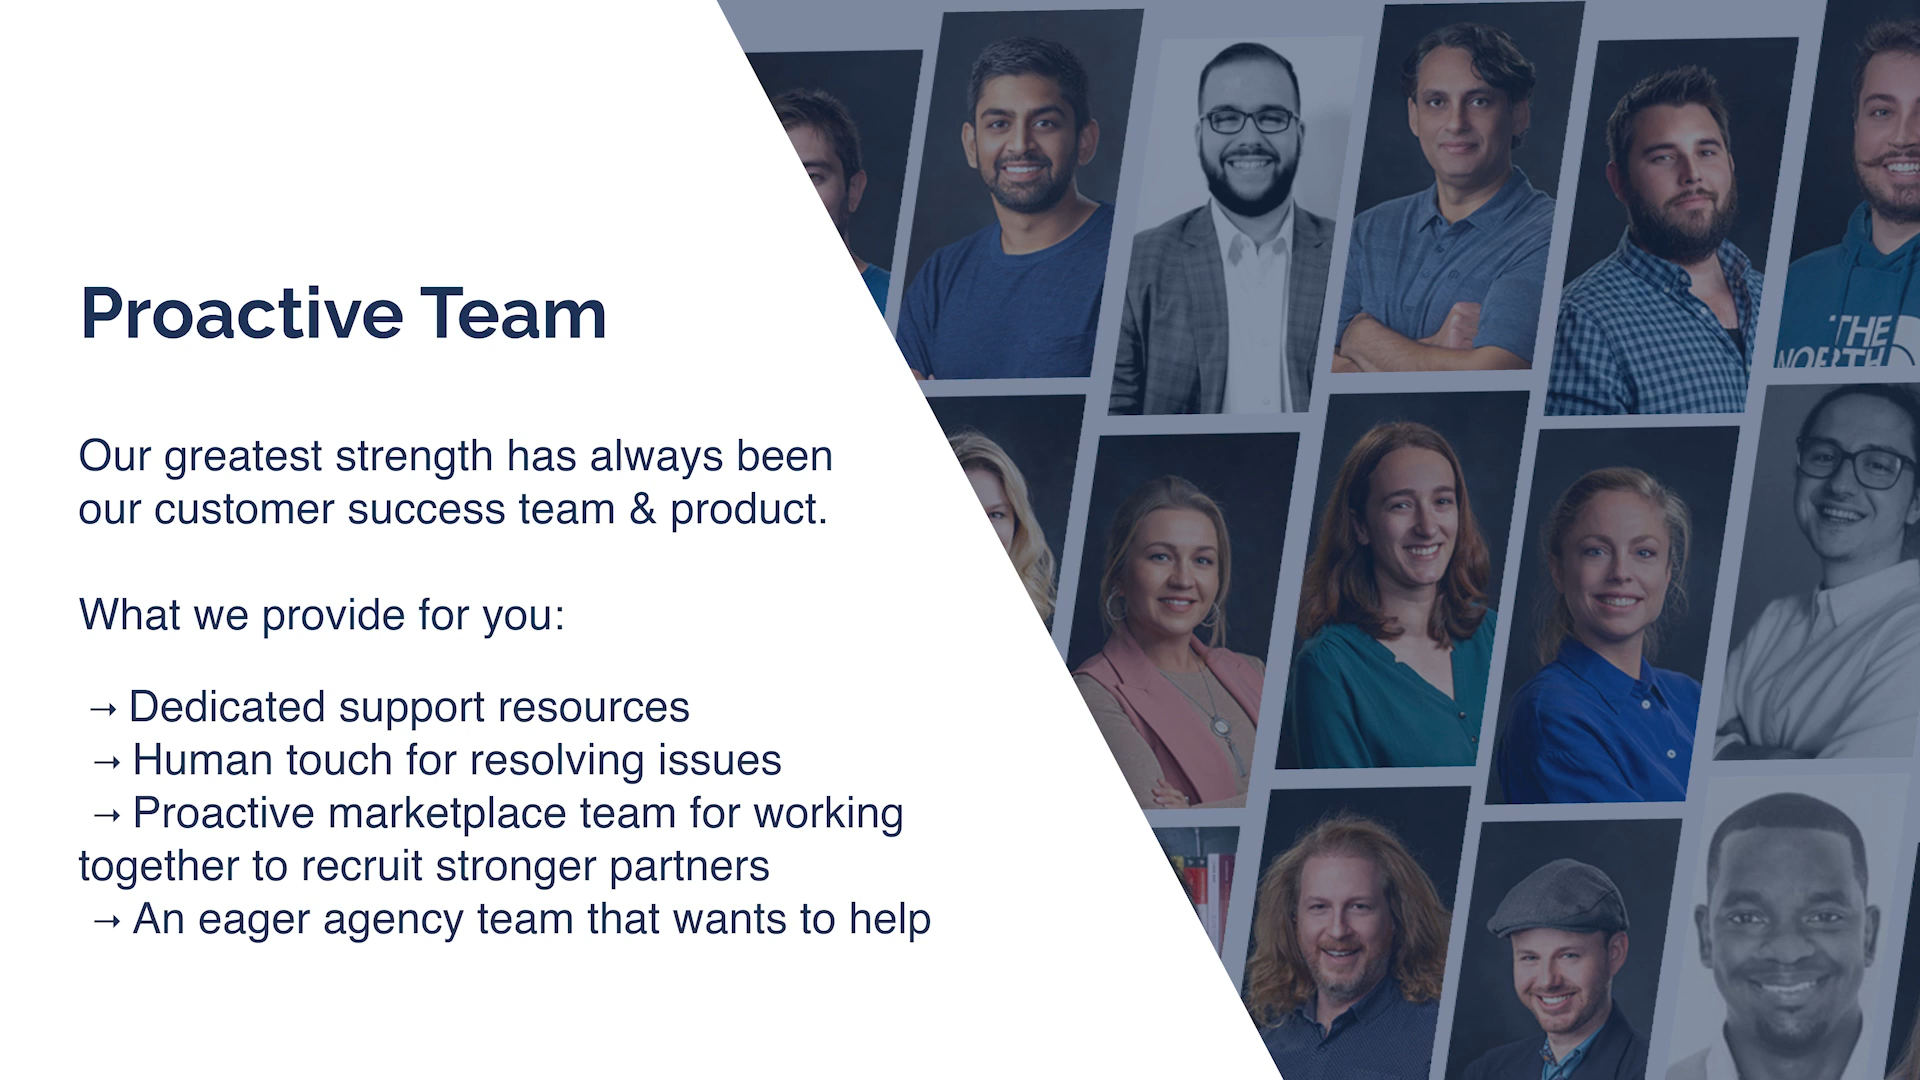 Proactive Team
Our greatest strength has always been
our customer success team & product.
What we provide for you:
→ Dedicated support resources
→ Human touch for resolving issues
→ Proactive marketplace team for working
together to recruit stronger partners
→ An eager agency team that wants to help
THE
NORTH